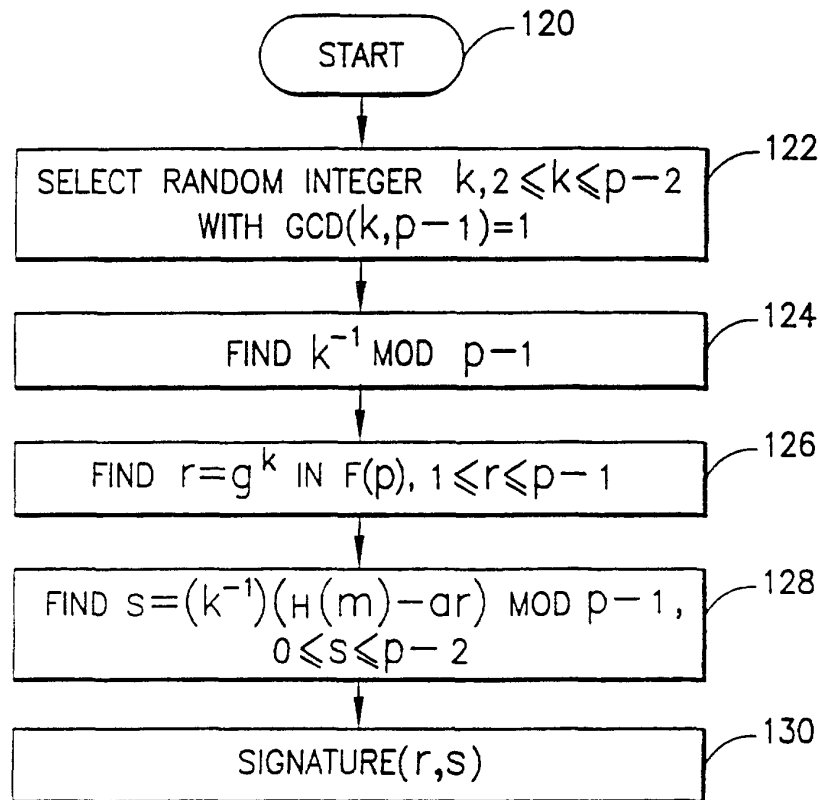 START
120
122
SELECT RANDOM INTEGER k, 2 ⩽ k ⩽ p−2
WITH GCD(k, p−1)=1
124
FIND k⁻¹ MOD p−1
126
FIND r=gᵏ IN F(p), 1 ⩽ r ⩽ p−1
128
FIND s=(k⁻¹)(H(m)−ar) MOD p−1,
0 ⩽ s ⩽ p−2
130
SIGNATURE(r,s)